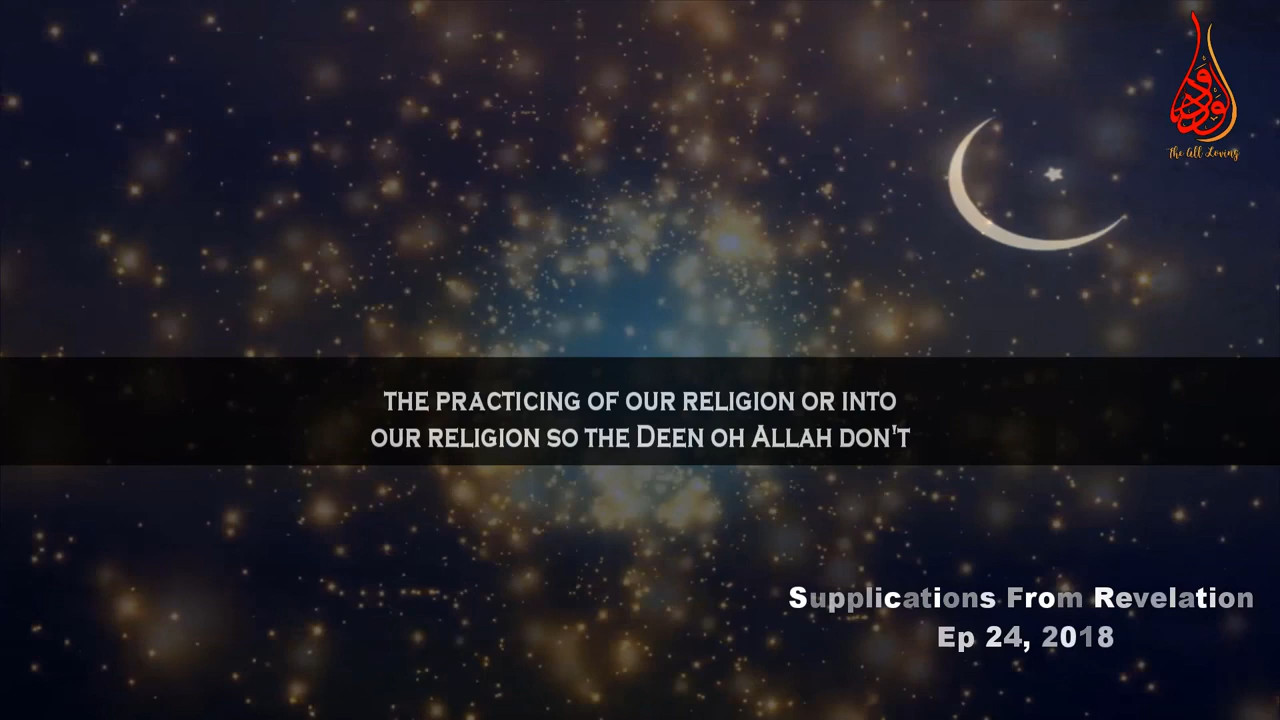 The All Loving
THE PRACTICING OF OUR RELIGION OR INTO
OUR RELIGION SO THE DEEN OH ALLAH DON'T
Supplications From Revelation
Ep 24, 2018